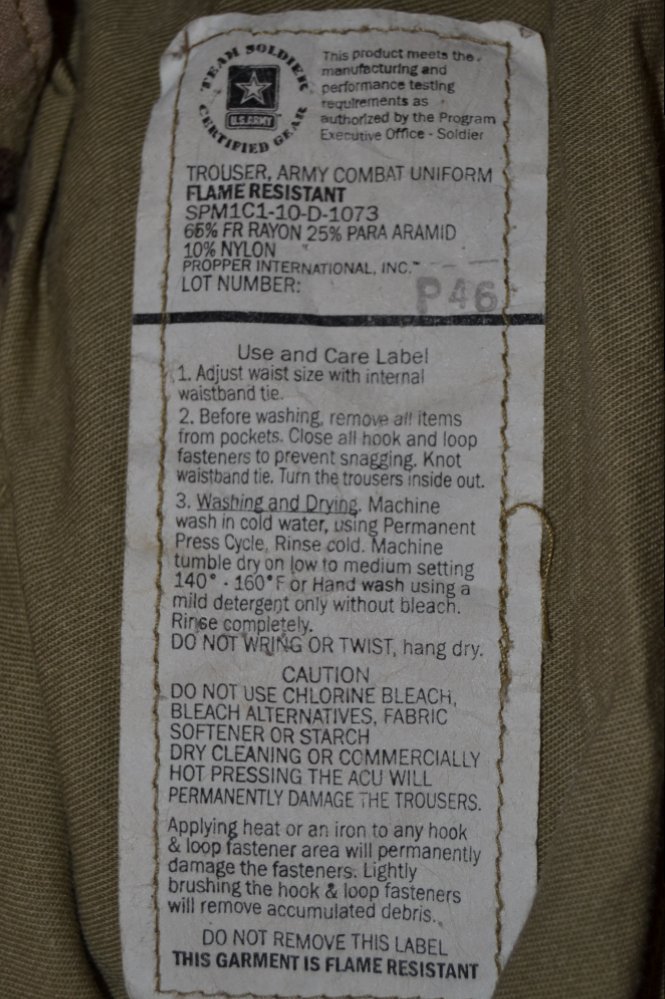 TEAM SOLDIER
CERTIFIED GEAR
U.S.ARMY
This product meets the
manufacturing and
performance testing
requirements as
authorized by the Program
Executive Office - Soldier
TROUSER, ARMY COMBAT UNIFORM
FLAME RESISTANT
SPM1C1-10-D-1073
65% FR RAYON 25% PARA ARAMID
10% NYLON
PROPPER INTERNATIONAL, INC.™
LOT NUMBER:
P46
Use and Care Label
1. Adjust waist size with internal
waistband tie.
2. Before washing, remove all items
from pockets. Close all hook and loop
fasteners to prevent snagging. Knot
waistband tie. Turn the trousers inside out.
3. Washing and Drying. Machine
wash in cold water, using Permanent
Press Cycle, Rinse cold. Machine
tumble dry on low to medium setting
140° - 160°F or Hand wash using a
mild detergent only without bleach.
Rinse completely.
DO NOT WRING OR TWIST, hang dry.
CAUTION
DO NOT USE CHLORINE BLEACH,
BLEACH ALTERNATIVES, FABRIC
SOFTENER OR STARCH
DRY CLEANING OR COMMERCIALLY
HOT PRESSING THE ACU WILL
PERMANENTLY DAMAGE THE TROUSERS.
Applying heat or an iron to any hook
& loop fastener area will permanently
damage the fasteners. Lightly
brushing the hook & loop fasteners
will remove accumulated debris.
DO NOT REMOVE THIS LABEL
THIS GARMENT IS FLAME RESISTANT